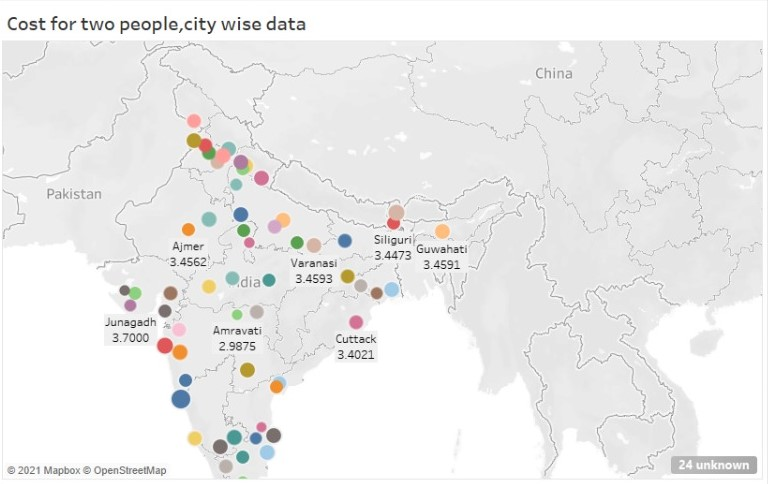 Cost for two people,city wise data
China
Pakistan
Ajmer
3.4562
Siliguri
3.4473
Guwahati
3.4591
Varanasi
3.4593
dia
Junagadh
3.7000
Amravati
2.9875
Cuttack
3.4021
© 2021 Mapbox © OpenStreetMap
24 unknown